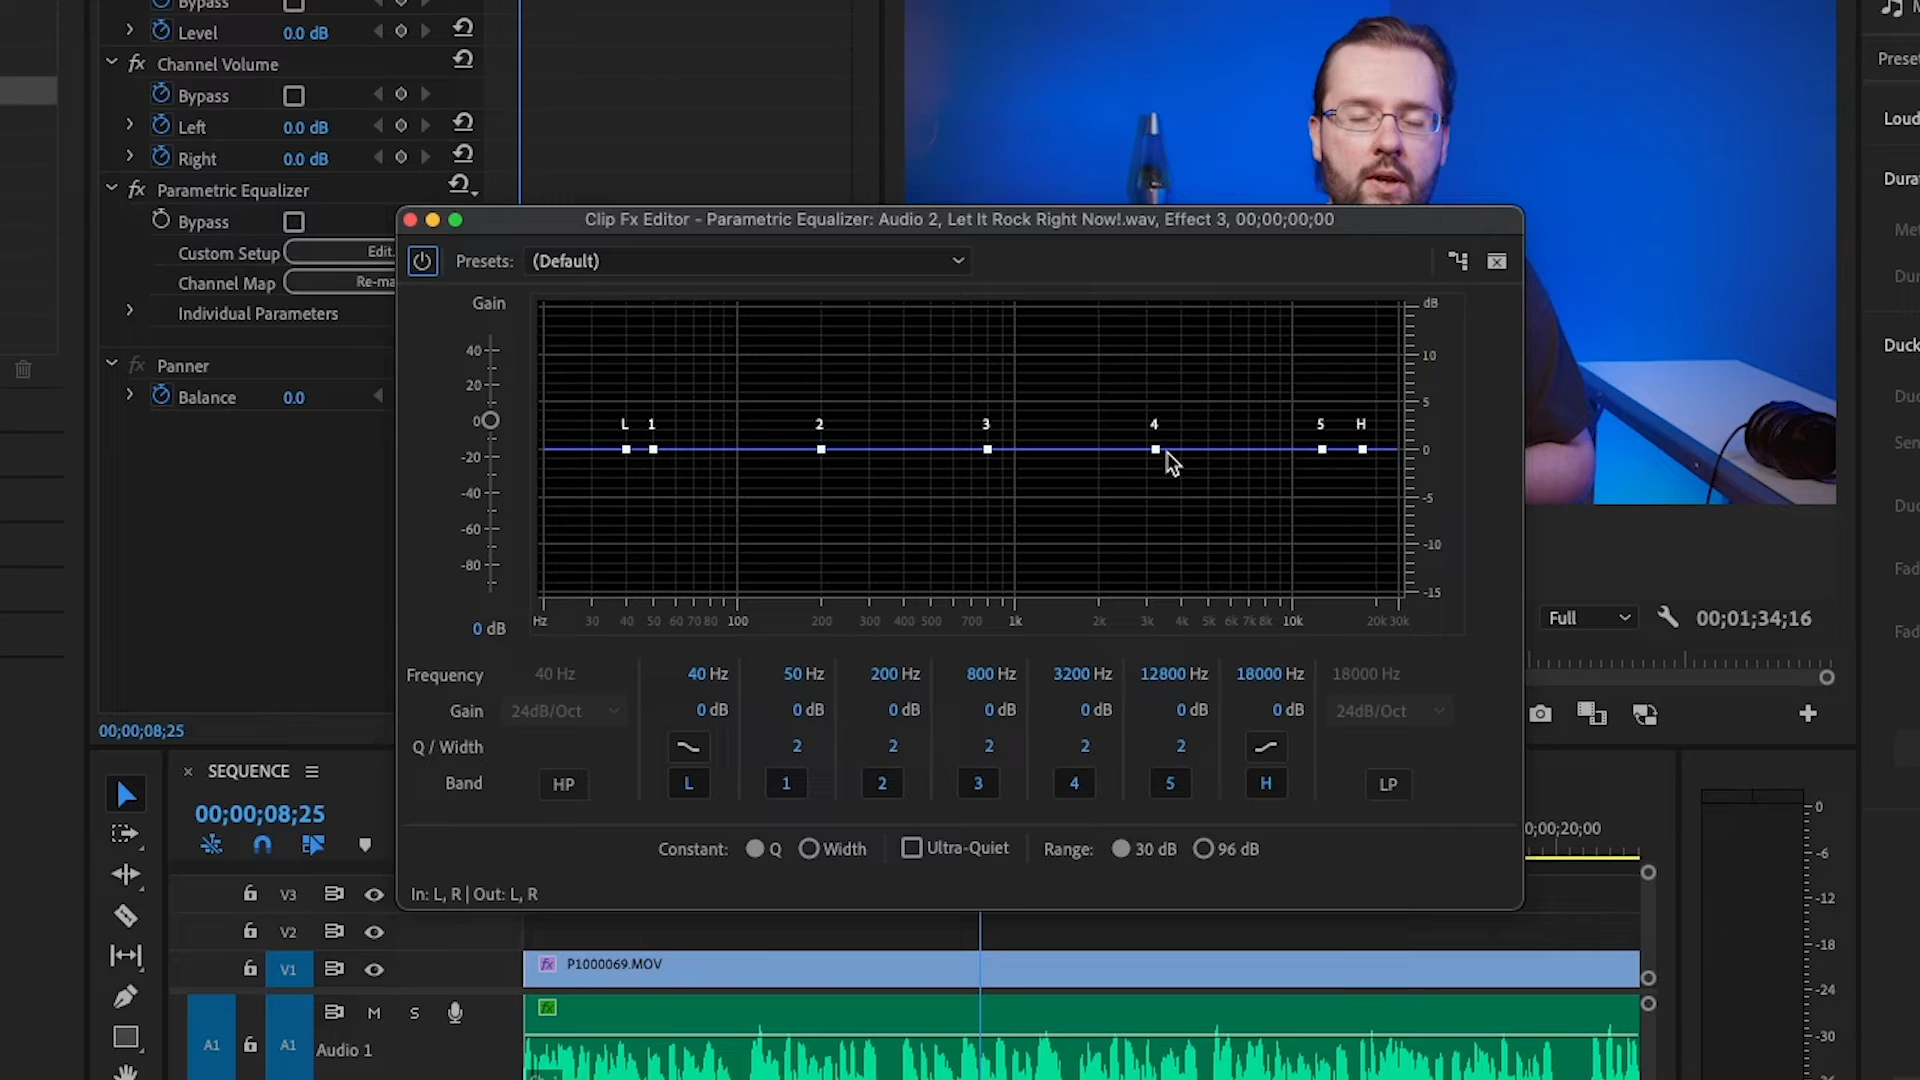 Bypass
Level 0.0 dB
fx Channel Volume
Bypass
Left 0.0 dB
Right 0.0 dB
fx Parametric Equalizer
Bypass
Custom Setup Edit.
Channel Map Re-ma
Individual Parameters
fx Panner
Balance 0.0
00;00;08;25
Clip Fx Editor - Parametric Equalizer: Audio 2, Let It Rock Right Now!.wav, Effect 3, 00;00;00;00
Presets: (Default)
Gain
40
20
0
-20
-40
-60
-80
0 dB
L 1 2 3 4 5 H
dB
10
5
0
-5
-10
-15
Hz 30 40 50 60 70 80 100 200 300 400 500 700 1k 2k 3k 4k 5k 6k 7k 8k 10k 20k 30k
Frequency 40 Hz 40 Hz 50 Hz 200 Hz 800 Hz 3200 Hz 12800 Hz 18000 Hz 18000 Hz
Gain 24dB/Oct 0 dB 0 dB 0 dB 0 dB 0 dB 0 dB 0 dB 24dB/Oct
Q / Width 2 2 2 2 2
Band HP L 1 2 3 4 5 H LP
Constant: Q Width Ultra-Quiet Range: 30 dB 96 dB
In: L, R | Out: L, R
Prese
Loud
Dura
Met
Dur
Duck
Duc
Sen
Duc
Fad
Fad
Full 00;01;34;16
SEQUENCE
00;00;08;25
0;00;20;00
V3
V2
V1 V1
fx P1000069.MOV
fx
A1 A1 M S
Audio 1
0
-6
-12
-18
-24
-30